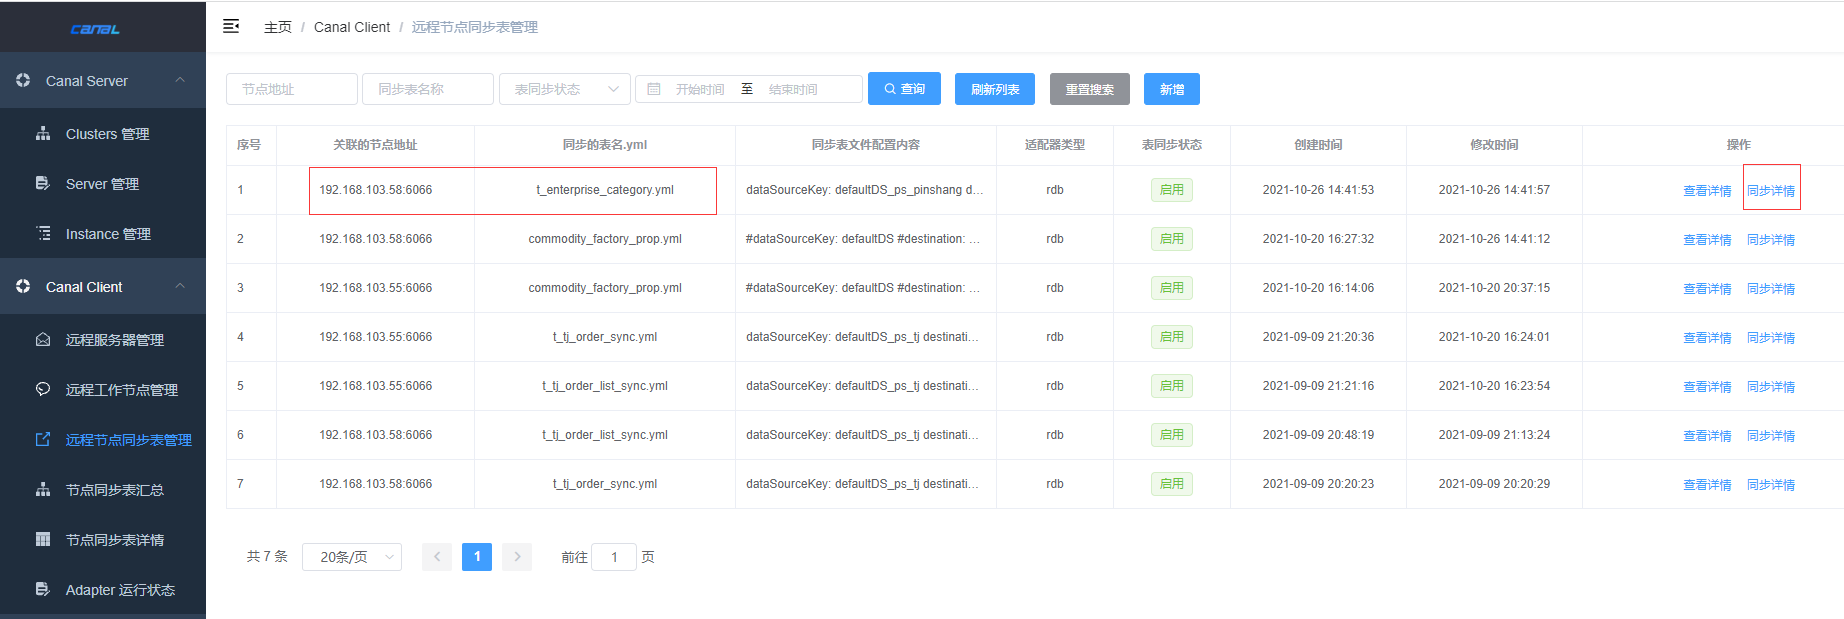 canal
主页 / Canal Client / 远程节点同步表管理
Canal Server
Clusters 管理
Server 管理
Instance 管理
Canal Client
远程服务器管理
远程工作节点管理
远程节点同步表管理
节点同步表汇总
节点同步表详情
Adapter 运行状态
节点地址 同步表名称 表同步状态 开始时间 至 结束时间 查询 刷新列表 重置搜索 新增
序号 关联的节点地址 同步的表名.yml 同步表文件配置内容 适配器类型 表同步状态 创建时间 修改时间 操作
1 192.168.103.58:6066 t_enterprise_category.yml dataSourceKey: defaultDS_ps_pinshang d... rdb 启用 2021-10-26 14:41:53 2021-10-26 14:41:57 查看详情 同步详情
2 192.168.103.58:6066 commodity_factory_prop.yml #dataSourceKey: defaultDS #destination: ... rdb 启用 2021-10-20 16:27:32 2021-10-26 14:41:12 查看详情 同步详情
3 192.168.103.55:6066 commodity_factory_prop.yml #dataSourceKey: defaultDS #destination: ... rdb 启用 2021-10-20 16:14:06 2021-10-20 20:37:15 查看详情 同步详情
4 192.168.103.55:6066 t_tj_order_sync.yml dataSourceKey: defaultDS_ps_tj destinati... rdb 启用 2021-09-09 21:20:36 2021-10-20 16:24:01 查看详情 同步详情
5 192.168.103.55:6066 t_tj_order_list_sync.yml dataSourceKey: defaultDS_ps_tj destinati... rdb 启用 2021-09-09 21:21:16 2021-10-20 16:23:54 查看详情 同步详情
6 192.168.103.58:6066 t_tj_order_list_sync.yml dataSourceKey: defaultDS_ps_tj destinati... rdb 启用 2021-09-09 20:48:19 2021-09-09 21:13:24 查看详情 同步详情
7 192.168.103.58:6066 t_tj_order_sync.yml dataSourceKey: defaultDS_ps_tj destinati... rdb 启用 2021-09-09 20:20:23 2021-09-09 20:20:29 查看详情 同步详情
共 7 条 20条/页 1 前往 1 页